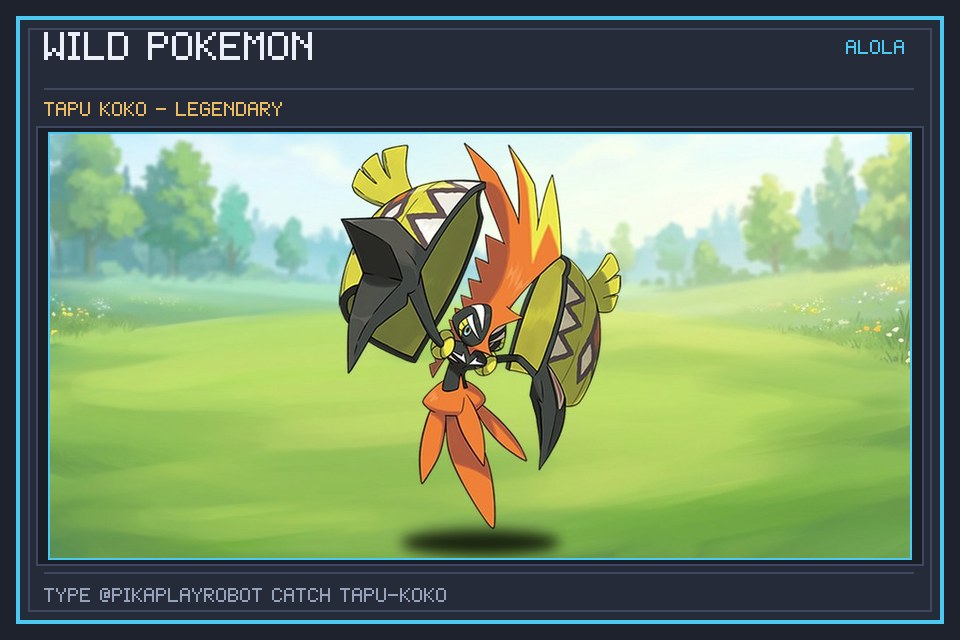 WILD POKEMON
ALOLA
TAPU KOKO - LEGENDARY
TYPE @PIKAPLAYROBOT CATCH TAPU-KOKO